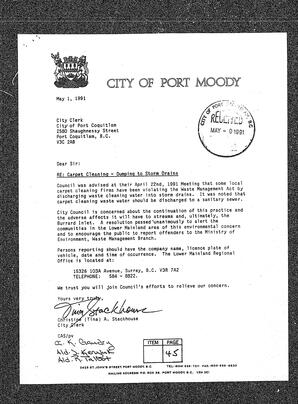 CITY OF PORT MOODY
May 1, 1991
City Clerk
City of Port Coquitlam
2580 Shaughnessy Street
Port Coquitlam, B.C.
V3C 2A8
RECEIVED
1991
Dear Sir:
RE: Carpet Cleaning - Dumping to Storm Drains
Council was advised at their April 22nd, 1991 Meeting that some local
carpet cleaning firms have been violating the Waste Management Act by
discharging waste cleaning water into storm drains. It was noted that
carpet cleaning waste water should be discharged to a sanitary sewer.
City Council is concerned about the continuation of this practice and
the adverse affects it will have to streams and, ultimately, the
Burrard Inlet. A resolution passed unanimously to alert the
communities in the Lower Mainland area of this environmental concern
and to encourage the public to report offenders to the Ministry of
Environment, Waste Management Branch.
Persons reporting should have the company name, licence plate of
vehicle, date and time of occurrence. The Lower Mainland Regional
Office is located at:
15326 103A Avenue, Surrey, B.C. V3R 7A2
TELEPHONE: 584 - 8822.
We trust you will join Council's efforts to relieve our concern.
Yours very truly,
Tina Stackhouse
Christine (Tina) A. Stackhouse
City Clerk
CAS/pv
ITEM PAGE
45